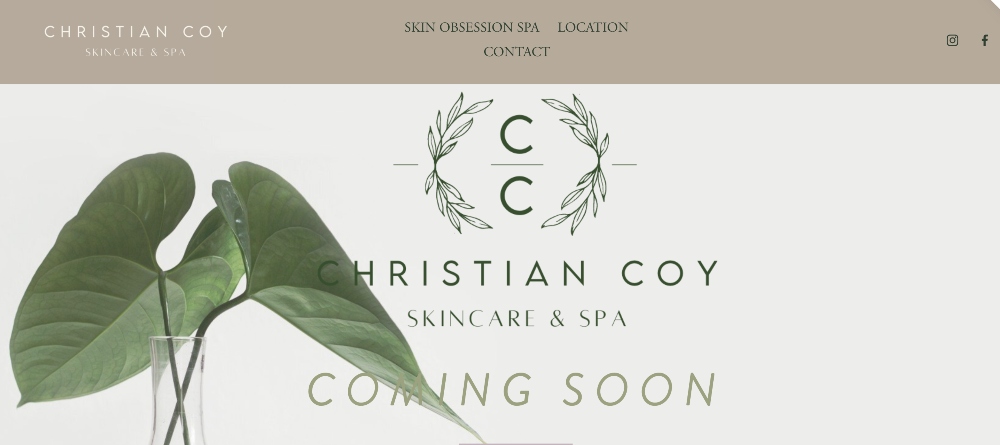 CHRISTIAN COY
SKINCARE & SPA
SKIN OBSESSION SPA LOCATION
CONTACT
C
C
CHRISTIAN COY
SKINCARE & SPA
COMING SOON